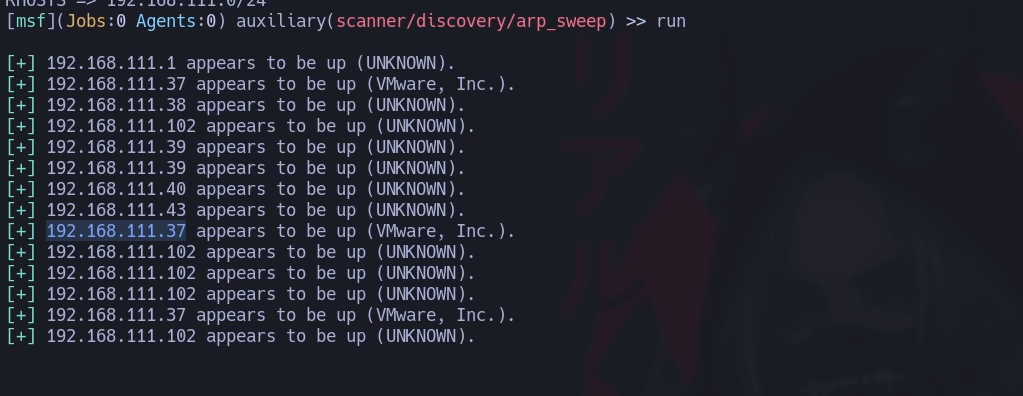 RHOSTS => 192.168.111.0/24
[msf](Jobs:0 Agents:0) auxiliary(scanner/discovery/arp_sweep) >> run
[+] 192.168.111.1 appears to be up (UNKNOWN).
[+] 192.168.111.37 appears to be up (VMware, Inc.).
[+] 192.168.111.38 appears to be up (UNKNOWN).
[+] 192.168.111.102 appears to be up (UNKNOWN).
[+] 192.168.111.39 appears to be up (UNKNOWN).
[+] 192.168.111.39 appears to be up (UNKNOWN).
[+] 192.168.111.40 appears to be up (UNKNOWN).
[+] 192.168.111.43 appears to be up (UNKNOWN).
[+] 192.168.111.37 appears to be up (VMware, Inc.).
[+] 192.168.111.102 appears to be up (UNKNOWN).
[+] 192.168.111.102 appears to be up (UNKNOWN).
[+] 192.168.111.102 appears to be up (UNKNOWN).
[+] 192.168.111.37 appears to be up (VMware, Inc.).
[+] 192.168.111.102 appears to be up (UNKNOWN).